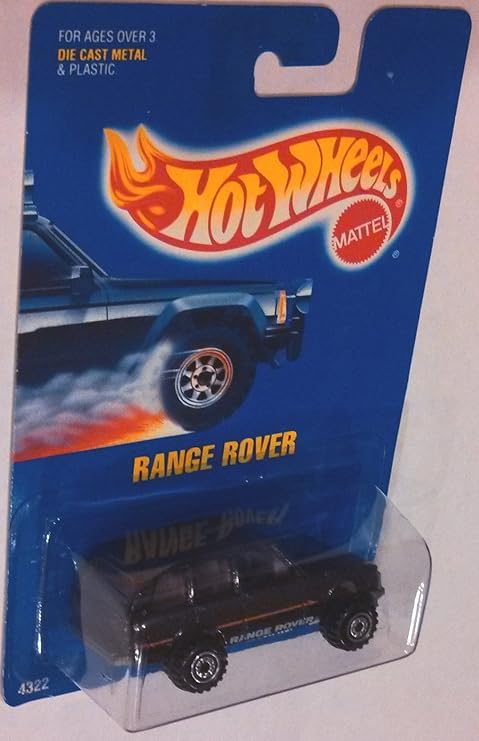 FOR AGES OVER 3
DIE CAST METAL
& PLASTIC
HOT WHEELS
®
MATTEL
®
RANGE ROVER
RANGE ROVER
4322